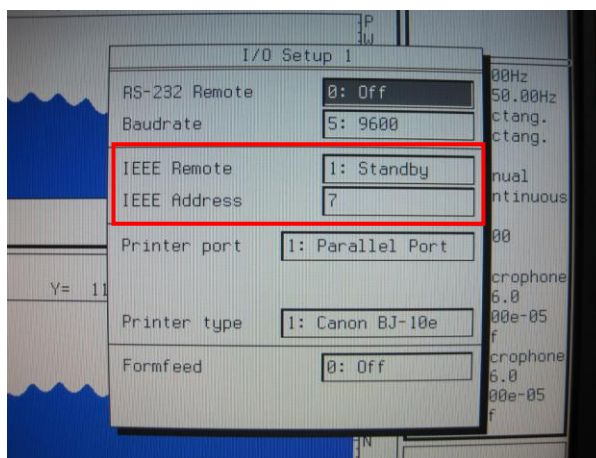 P
W
I/O Setup 1
RS-232 Remote 0: Off
Baudrate 5: 9600
IEEE Remote 1: Standby
IEEE Address 7
Printer port 1: Parallel Port
Printer type 1: Canon BJ-10e
Formfeed 0: Off
Y= 11
00Hz
50.00Hz
ctang.
ctang.
nual
ntinuous
00
crophone
6.0
00e-05
f
crophone
6.0
00e-05
f
N